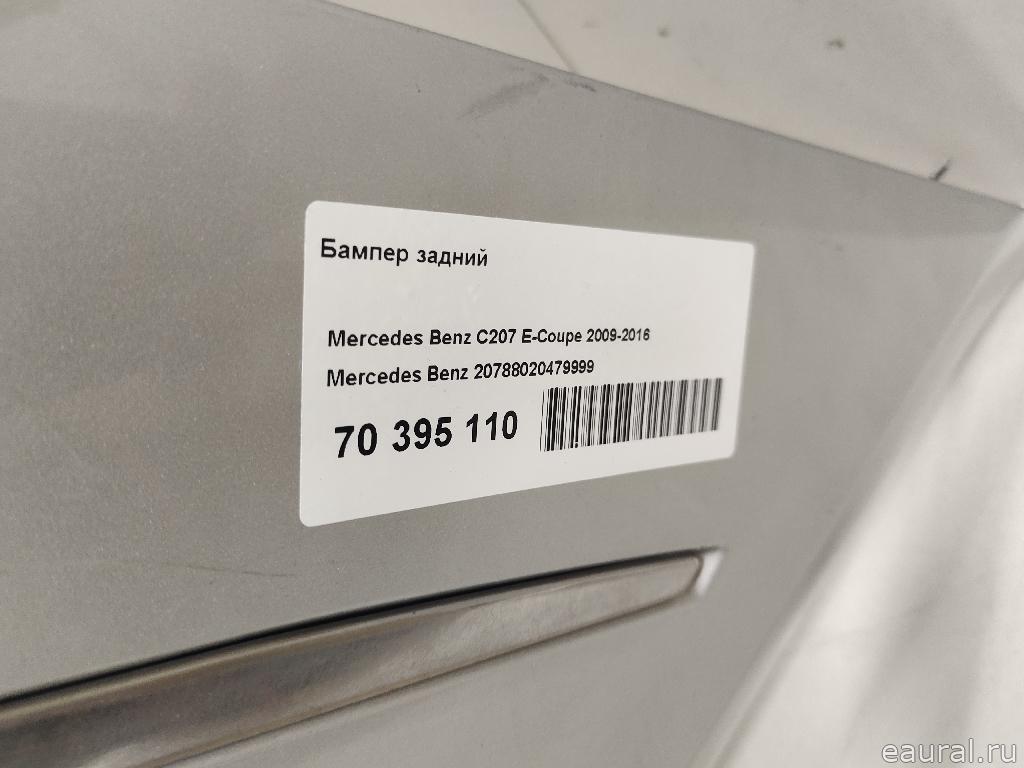 Бампер задний
Mercedes Benz C207 E-Coupe 2009-2016
Mercedes Benz 20788020479999
70 395 110
eaural.ru